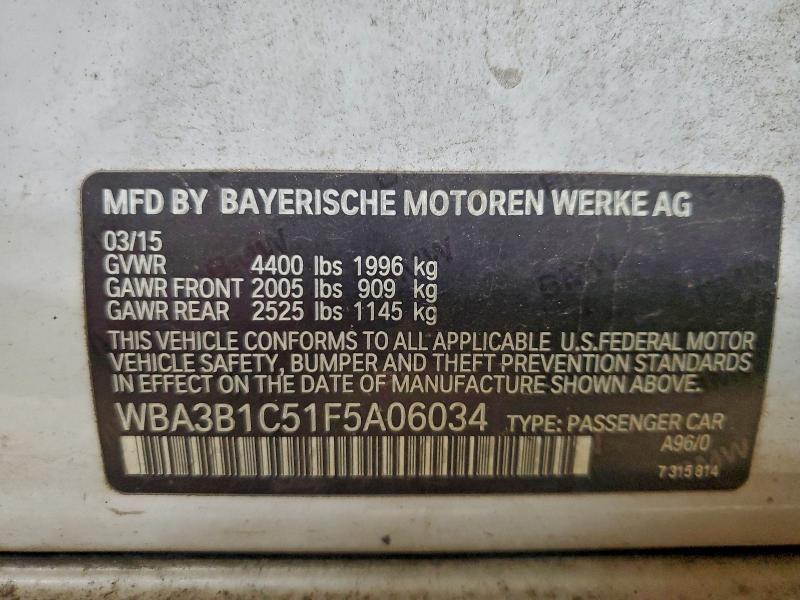 MFD BY BAYERISCHE MOTOREN WERKE AG
03/15
GVWR 4400 lbs 1996 kg
GAWR FRONT 2005 lbs 909 kg
GAWR REAR 2525 lbs 1145 kg
THIS VEHICLE CONFORMS TO ALL APPLICABLE U.S.FEDERAL MOTOR
VEHICLE SAFETY, BUMPER AND THEFT PREVENTION STANDARDS
IN EFFECT ON THE DATE OF MANUFACTURE SHOWN ABOVE.
WBA3B1C51F5A06034 TYPE: PASSENGER CAR
A96/0
7 315 814